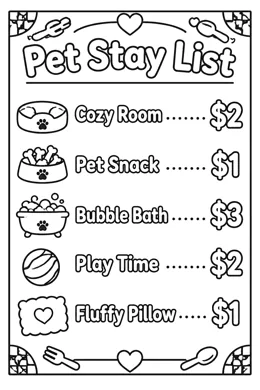 Pet Stay List
Cozy Room ...... $2
Pet Snack ...... $1
Bubble Bath ...... $3
Play Time ...... $2
Fluffy Pillow ..... $1